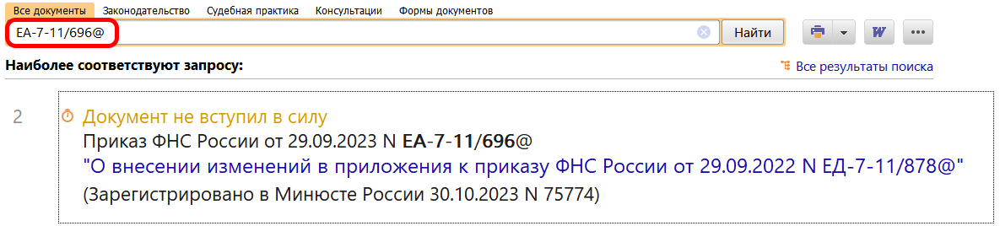 Все документы Законодательство Судебная практика Консультации Формы документов
ЕА-7-11/696@ Найти W
Наиболее соответствуют запросу: Все результаты поиска
2 Документ не вступил в силу
Приказ ФНС России от 29.09.2023 N ЕА-7-11/696@
"О внесении изменений в приложения к приказу ФНС России от 29.09.2022 N ЕД-7-11/878@"
(Зарегистрировано в Минюсте России 30.10.2023 N 75774)